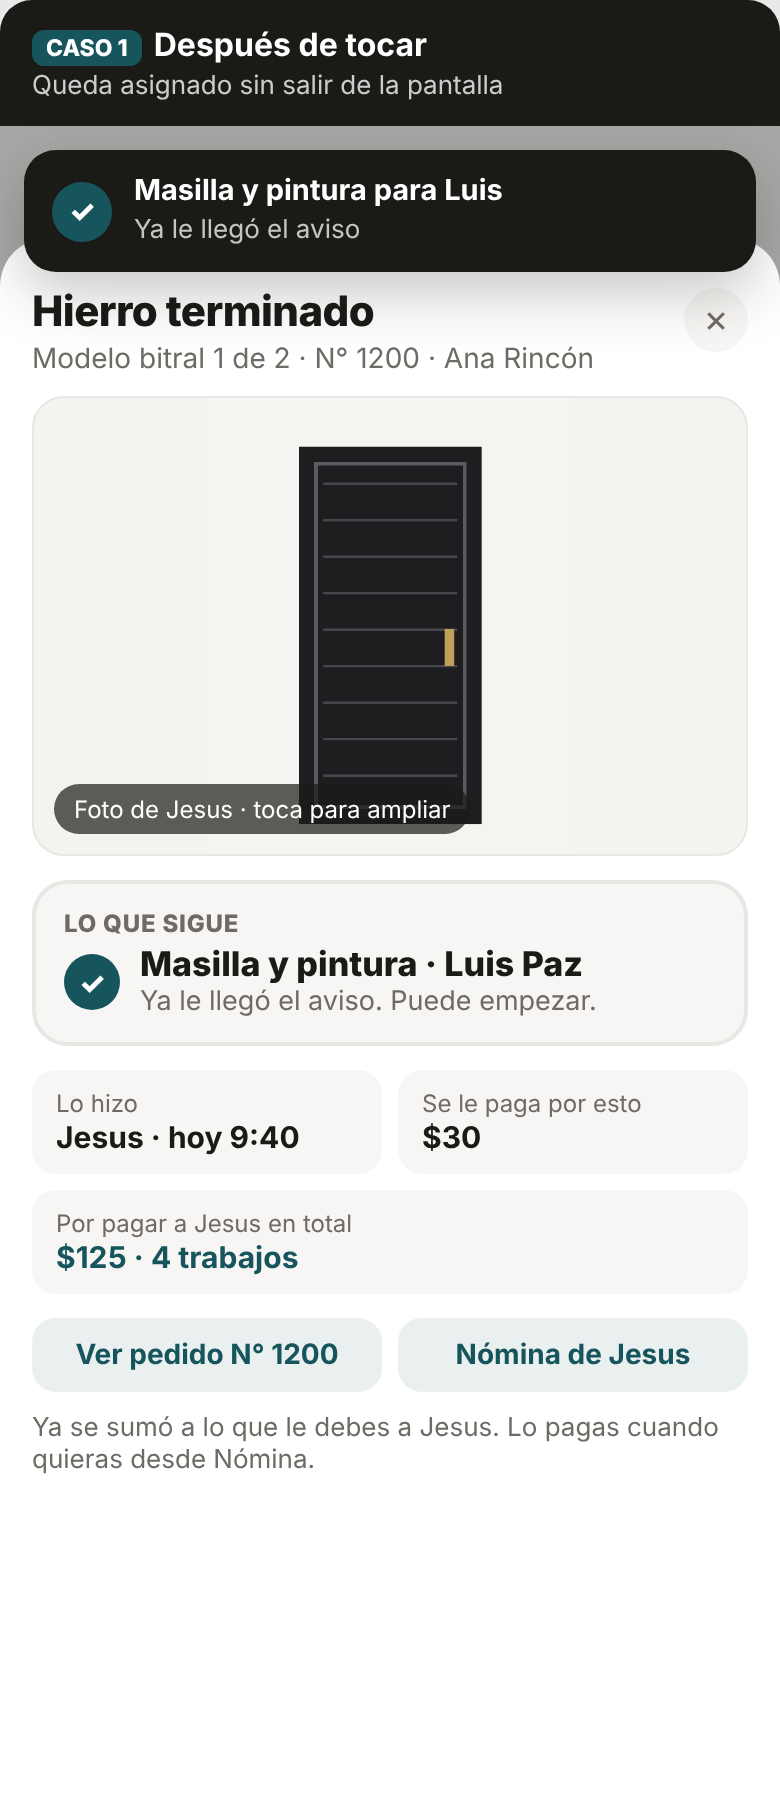 CASO 1 Después de tocar
Queda asignado sin salir de la pantalla
Masilla y pintura para Luis
Ya le llegó el aviso
Hierro terminado
Modelo bitral 1 de 2 · N° 1200 · Ana Rincón
Foto de Jesus · toca para ampliar
LO QUE SIGUE
Masilla y pintura · Luis Paz
Ya le llegó el aviso. Puede empezar.
Lo hizo
Jesus · hoy 9:40
Se le paga por esto
$30
Por pagar a Jesus en total
$125 · 4 trabajos
Ver pedido N° 1200
Nómina de Jesus
Ya se sumó a lo que le debes a Jesus. Lo pagas cuando
quieras desde Nómina.